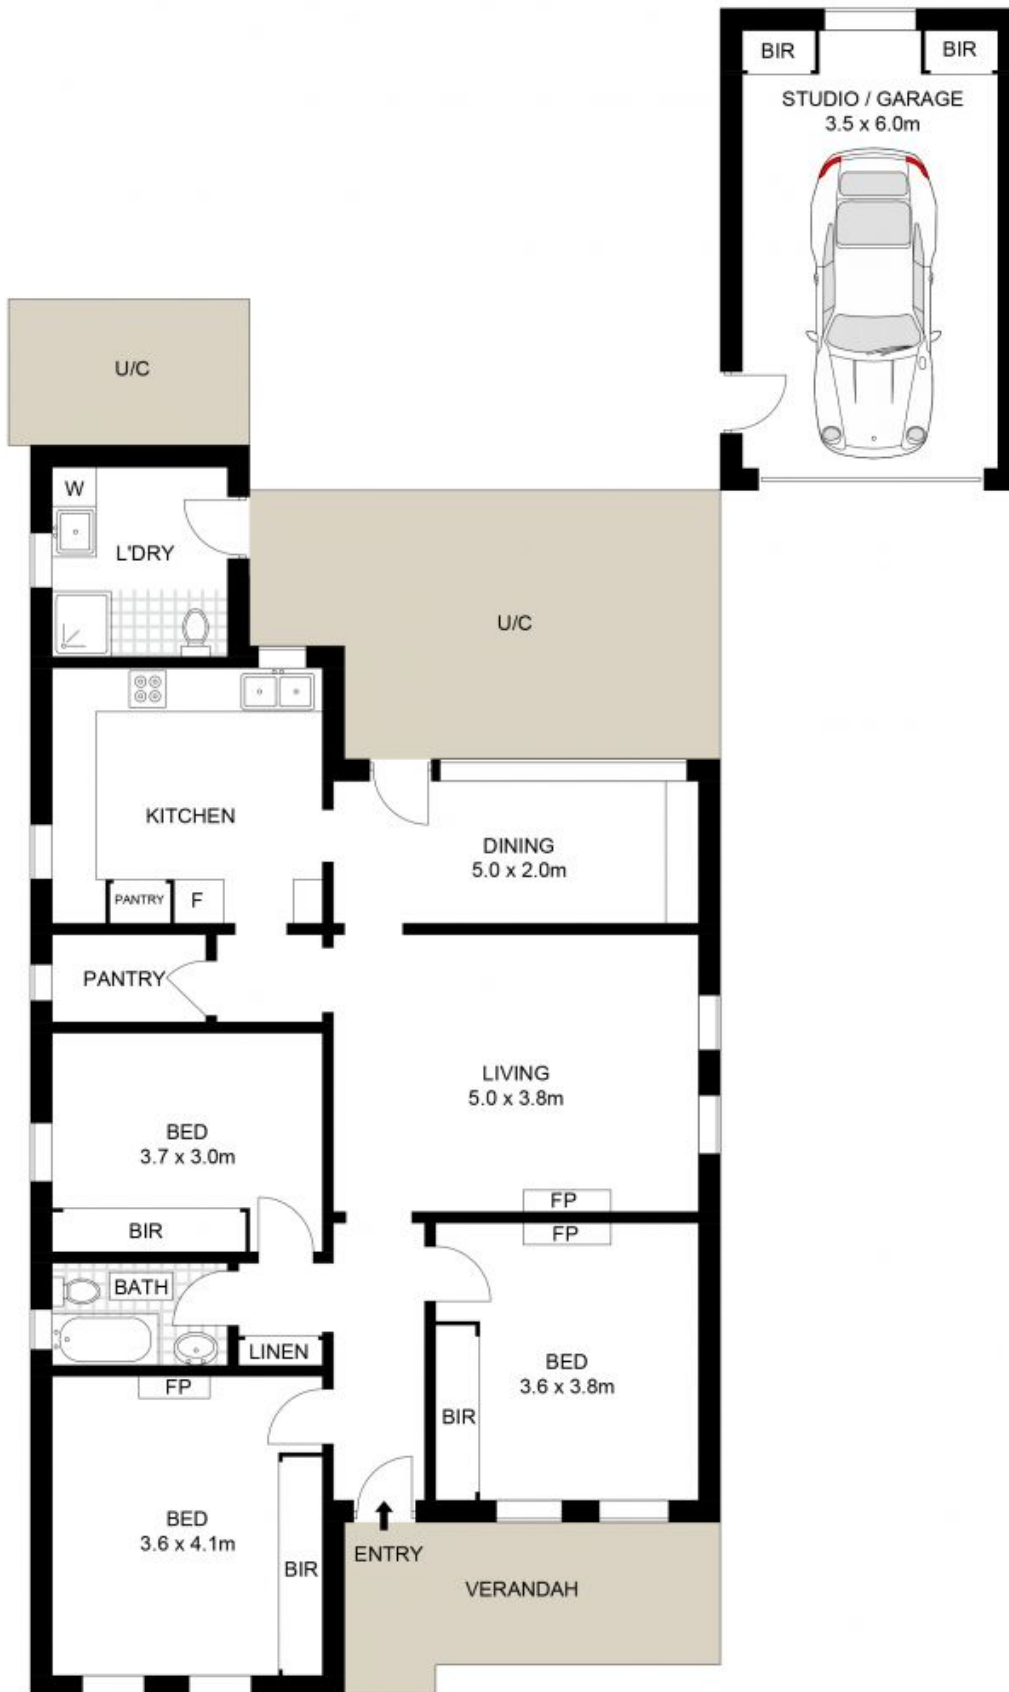 BIR
BIR
STUDIO / GARAGE
3.5 x 6.0m
U/C
W
L'DRY
U/C
KITCHEN
DINING
5.0 x 2.0m
PANTRY
F
PANTRY
LIVING
5.0 x 3.8m
BED
3.7 x 3.0m
BIR
FP
FP
BATH
LINEN
BED
3.6 x 3.8m
FP
BIR
BED
3.6 x 4.1m
BIR
ENTRY
VERANDAH